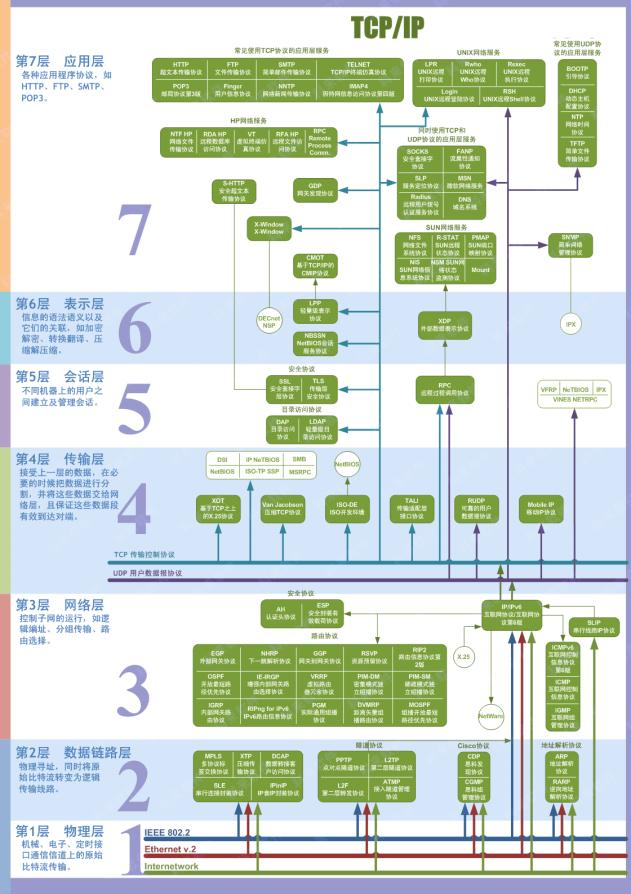 TCP/IP
第7层 应用层
各种应用程序协议，如
HTTP、FTP、SMTP、
POP3。
常见使用TCP协议的应用层服务
HTTP
超文本传输协议
FTP
文件传输协议
SMTP
简单邮件传输协议
TELNET
TCP/IP终端仿真协议
POP3
邮局协议第3版
Finger
用户信息协议
NNTP
网络新闻传输协议
IMAP4
因特网信息访问协议第四版
UNIX网络服务
LPR
UNIX远程
打印协议
Rwho
UNIX远程
Who协议
Rexec
UNIX远程
执行协议
Login
UNIX远程登陆协议
RSH
UNIX远程Shell协议
常见使用UDP协
议的应用层服务
BOOTP
引导协议
DHCP
动态主机
配置协议
NTP
网络时间
协议
TFTP
简单文件
传输协议
HP网络服务
NTF HP
网络文件
传输协议
RDA HP
远程数据库
访问协议
VT
虚拟终端仿
真协议
RFA HP
远程文件访
问协议
RPC
Remote
Process
Comm.
同时使用TCP和
UDP协议的应用层服务
SOCKS
安全套接字
协议
FANP
流属性通知
协议
SLP
服务定位协议
MSN
微软网络服务
Radius
远程用户拨号
认证服务协议
DNS
域名系统
S-HTTP
安全超文本
传输协议
GDP
网关发现协议
X-Window
X-Window
SUN网络服务
NFS
网络文件
系统协议
R-STAT
SUN远程
状态协议
PMAP
SUN端口
映射协议
NIS
SUN网络信
息系统协议
NSM SUN网
络状态
监测协议
Mount
SNMP
简单网络
管理协议
CMOT
基于TCP/IP的
CMIP协议
7
第6层 表示层
信息的语法语义以及
它们的关联，如加密
解密、转换翻译、压
缩解压缩。
6
LPP
轻量级表示
协议
DECnet
NSP
NBSSN
NetBIOS会话
服务协议
XDP
外部数据表示协议
IPX
第5层 会话层
不同机器上的用户之
间建立及管理会话。
5
安全协议
SSL
安全套接字
层协议
TLS
传输层
安全协议
目录访问协议
DAP
目录访问
协议
LDAP
轻量级目
录访问协议
RPC
远程过程调用协议
VFRP NeTBIOS IPX
VINES NETRPC
第4层 传输层
接受上一层的数据，在必
要的时候把数据进行分
割，并将这些数据交给网
络层，且保证这些数据段
有效到达对端。
4
DSI IP NeTBIOS SMB
NetBIOS ISO-TP SSP MSRPC
NetBIOS
XOT
基于TCP之上
的X.25协议
Van Jacobson
压缩TCP协议
ISO-DE
ISO开发环境
TALI
传输适配层
接口协议
RUDP
可靠的用户
数据报协议
Mobile IP
移动IP协议
TCP 传输控制协议
UDP 用户数据报协议
第3层 网络层
控制子网的运行，如逻
辑编址、分组传输、路
由选择。
3
安全协议
AH
认证头协议
ESP
安全封装有
效载荷协议
IP/IPv6
互联网协议/互联网协
议第6版
SLIP
串行线路IP协议
路由协议
EGP
外部网关协议
NHRP
下一跳解析协议
GGP
网关到网关协议
RSVP
资源预留协议
RIP2
路由信息协议第
2版
OSPF
开放最短路
径优先协议
IE-IRGP
增强内部网关路
由选择协议
VRRP
虚拟路由
器冗余协议
PIM-DM
密集模式独
立组播协议
PIM-SM
稀疏模式独
立组播协议
IGRP
内部网关路
由协议
RIPng for IPv6
IPv6路由信息协议
PGM
实际通用组播
协议
DVMRP
距离矢量组
播路由协议
MOSPF
组播开放最短
路径优先协议
X.25
NetWare
ICMPv6
互联网控制
信息协议第6版
ICMP
互联网控制
信息协议
IGMP
互联网组
管理协议
第2层 数据链路层
物理寻址，同时将原
始比特流转变为逻辑
传输线路。
2
MPLS
多协议标
签交换协议
XTP
压缩传
输协议
DCAP
数据转接客
户访问协议
SLE
串行连接封装协议
IPinIP
IP套IP封装协议
隧道协议
PPTP
点对点隧道协议
L2TP
第二层隧道协议
L2F
第二层转发协议
ATMP
接入隧道管理
协议
Cisco协议
CDP
思科发
现协议
CGMP
思科组
管理协议
地址解析协议
ARP
地址解析
协议
RARP
逆向地址
解析协议
第1层 物理层
机械、电子、定时接
口通信信道上的原始
比特流传输。
1
IEEE 802.2
Ethernet v.2
Internetwork